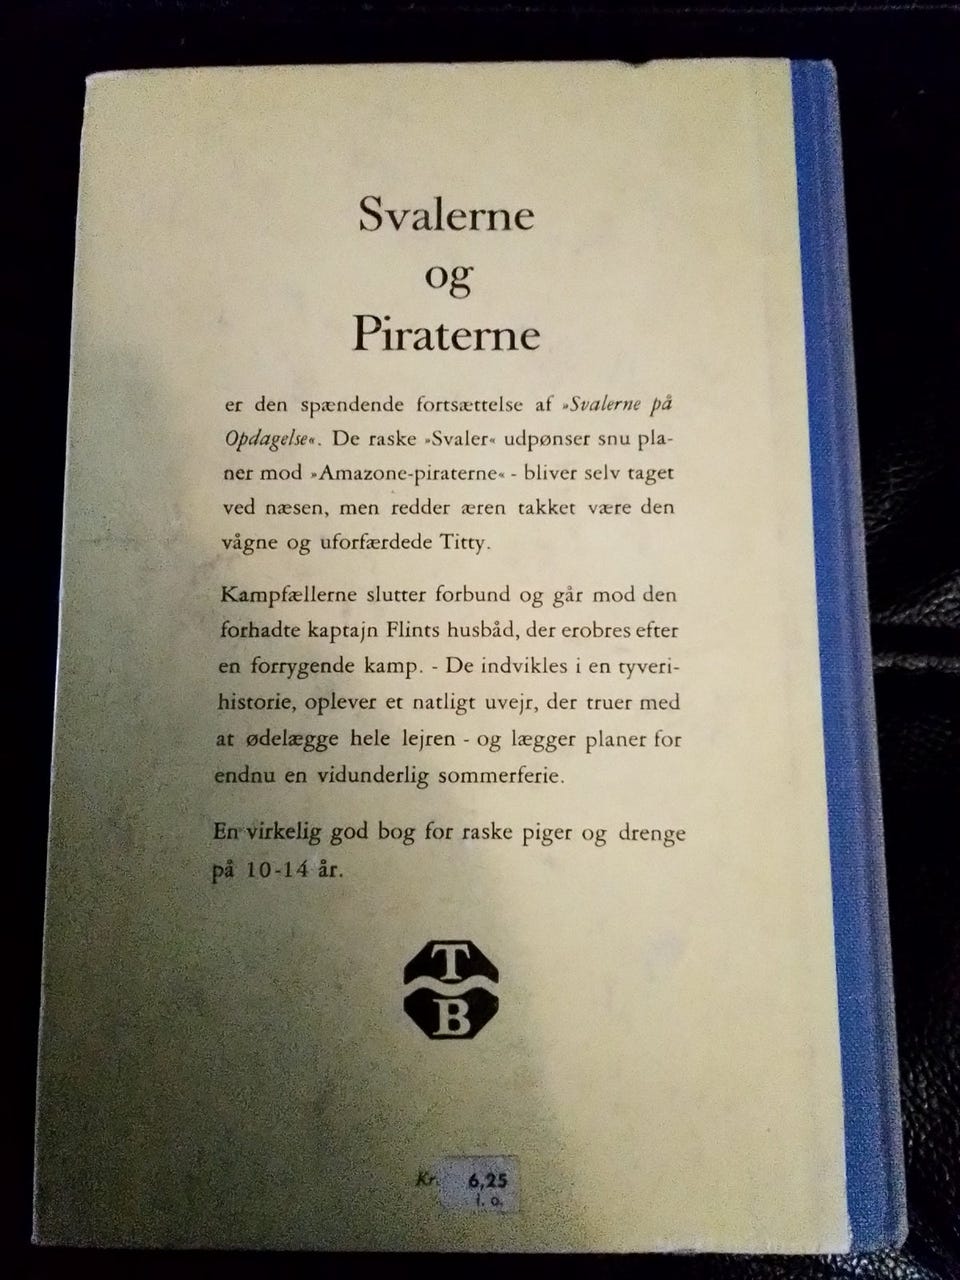 Svalerne
og
Piraterne
er den spændende fortsættelse af »Svalerne på
Opdagelse«. De raske »Svaler« udpønser snu pla-
ner mod »Amazone-piraterne« - bliver selv taget
ved næsen, men redder æren takket være den
vågne og uforfærdede Titty.
Kampfællerne slutter forbund og går mod den
forhadte kaptajn Flints husbåd, der erobres efter
en forrygende kamp. - De indvikles i en tyveri-
historie, oplever et natligt uvejr, der truer med
at ødelægge hele lejren - og lægger planer for
endnu en vidunderlig sommerferie.
En virkelig god bog for raske piger og drenge
på 10-14 år.
T
B
Kr. 6,25
i. o.